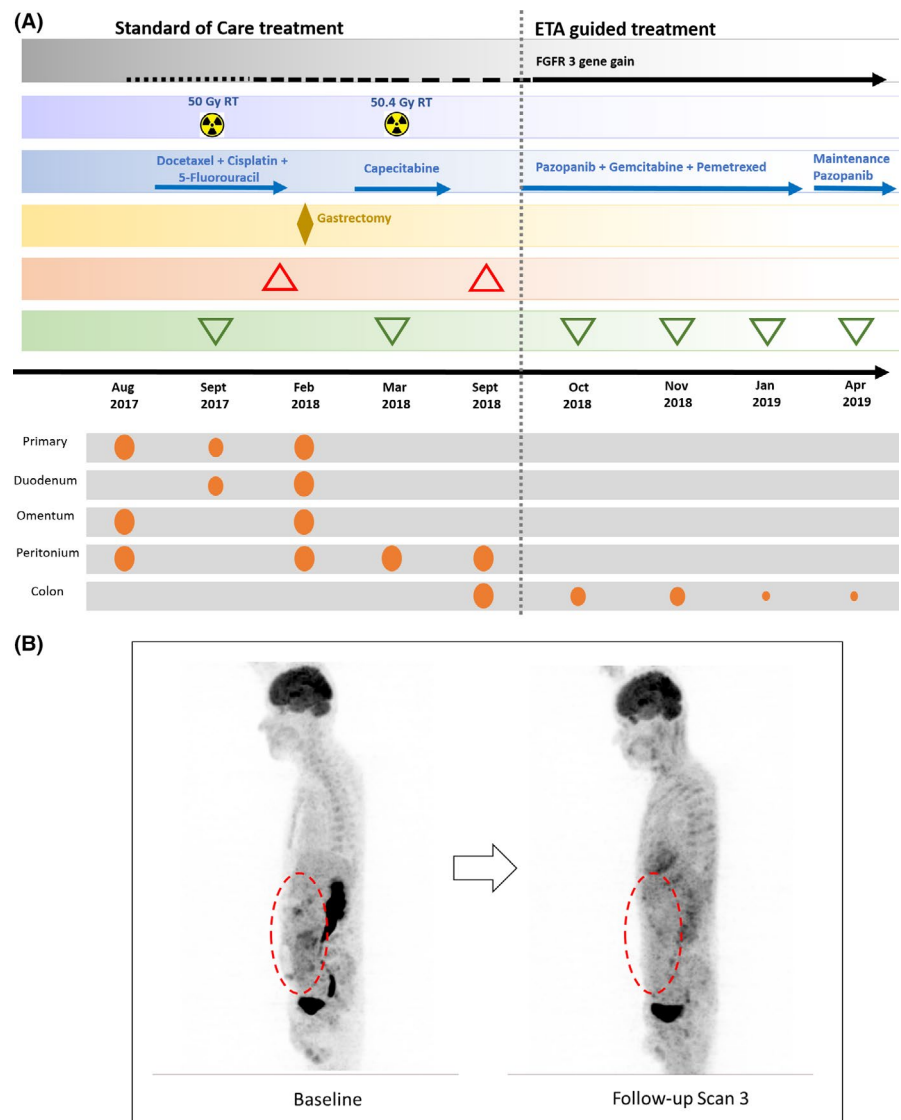 (A)
Standard of Care treatment
ETA guided treatment
FGFR 3 gene gain
50 Gy RT
50.4 Gy RT
Docetaxel + Cisplatin +
5-Fluorouracil
Capecitabine
Pazopanib + Gemcitabine + Pemetrexed
Maintenance
Pazopanib
Gastrectomy
Aug
2017
Sept
2017
Feb
2018
Mar
2018
Sept
2018
Oct
2018
Nov
2018
Jan
2019
Apr
2019
Primary
Duodenum
Omentum
Peritonium
Colon
(B)
Baseline
Follow-up Scan 3